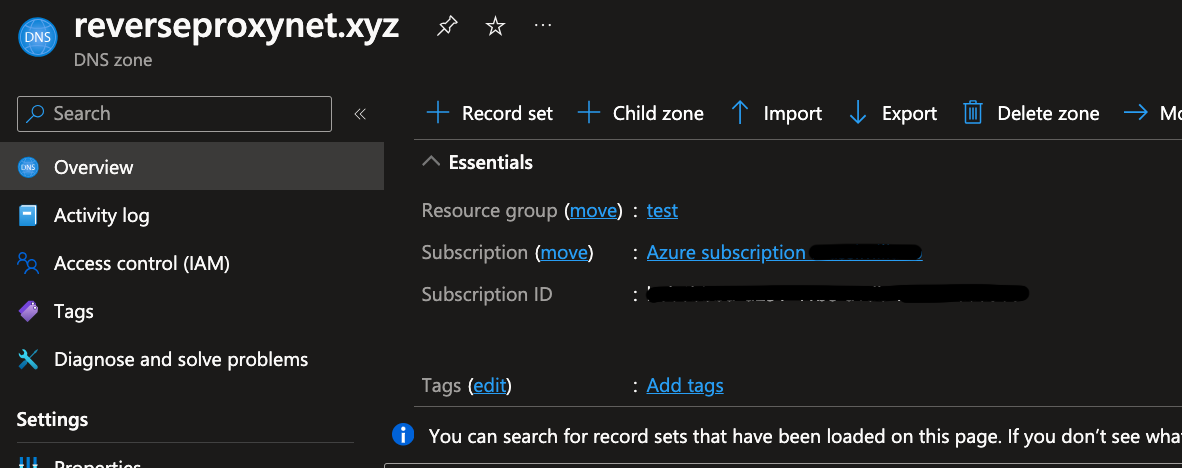 DNS
reverseproxynet.xyz
DNS zone
Search
«
Record set
Child zone
Import
Export
Delete zone
DNS
Overview
Activity log
Access control (IAM)
Tags
Diagnose and solve problems
Settings
Properties
Essentials
Resource group (move) : test
Subscription (move) : Azure subscription
Subscription ID :
Tags (edit) : Add tags
You can search for record sets that have been loaded on this page. If you don't see